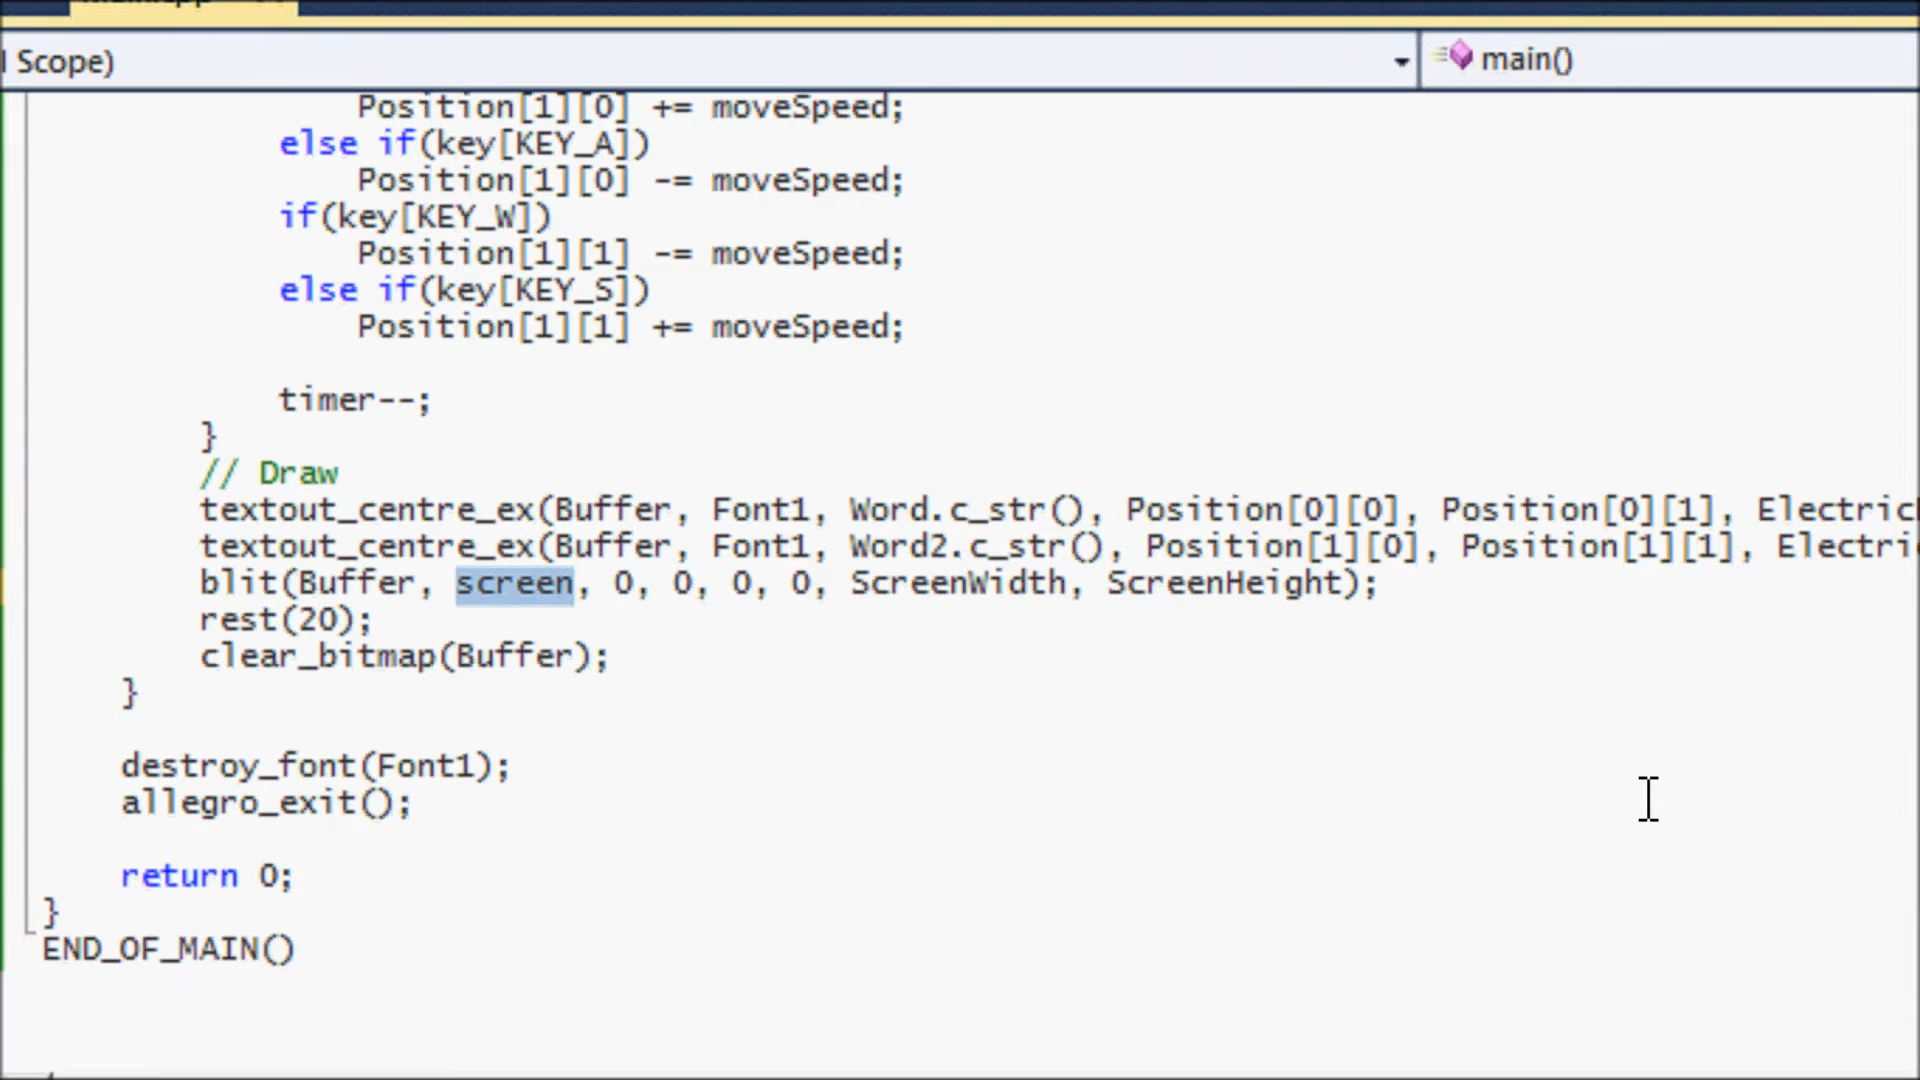 Scope)
main()
Position[1][0] += moveSpeed;
else if(key[KEY_A])
Position[1][0] -= moveSpeed;
if(key[KEY_W])
Position[1][1] -= moveSpeed;
else if(key[KEY_S])
Position[1][1] += moveSpeed;
timer--;
}
// Draw
textout_centre_ex(Buffer, Font1, Word.c_str(), Position[0][0], Position[0][1],
textout_centre_ex(Buffer, Font1, Word2.c_str(), Position[1][0], Position[1][1],
blit(Buffer, screen, 0, 0, 0, 0, ScreenWidth, ScreenHeight);
rest(20);
clear_bitmap(Buffer);
}
destroy_font(Font1);
allegro_exit();
return 0;
}
END_OF_MAIN()